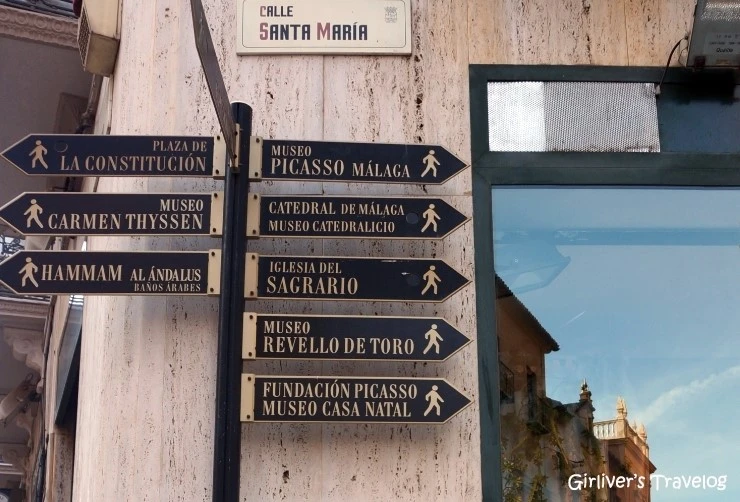 CALLE
SANTA MARÍA
PLAZA DE
LA CONSTITUCIÓN
MUSEO
CARMEN THYSSEN
HAMMAM AL ÁNDALUS
BAÑOS ÁRABES
MUSEO
PICASSO MÁLAGA
CATEDRAL DE MÁLAGA
MUSEO CATEDRALICIO
IGLESIA DEL
SAGRARIO
MUSEO
REVELLO DE TORO
FUNDACIÓN PICASSO
MUSEO CASA NATAL
Girliver's Travelog